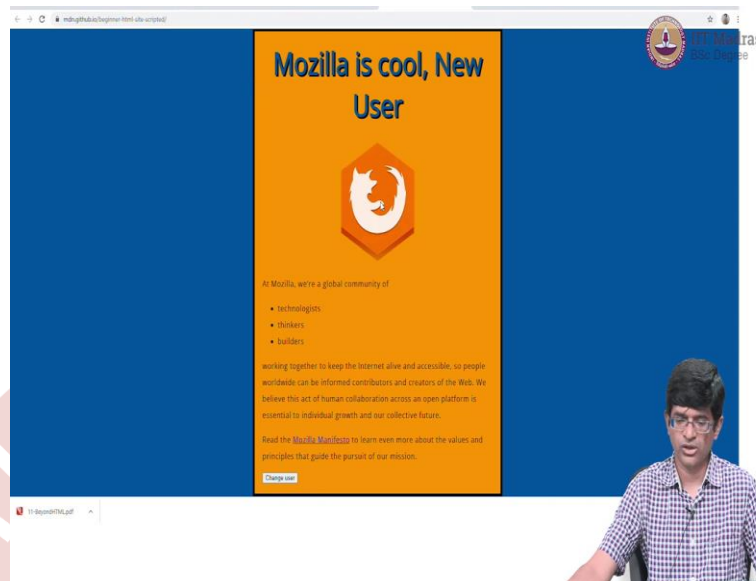 mdn.github.io/beginner-html-site-scripted/
IIT Madras
BSc Degree
Mozilla is cool, New
User
At Mozilla, we're a global community of
• technologists
• thinkers
• builders
working together to keep the Internet alive and accessible, so people
worldwide can be informed contributors and creators of the Web. We
believe this act of human collaboration across an open platform is
essential to individual growth and our collective future.
Read the Mozilla Manifesto to learn even more about the values and
principles that guide the pursuit of our mission.
Change user
11-BeyondHTML.pdf